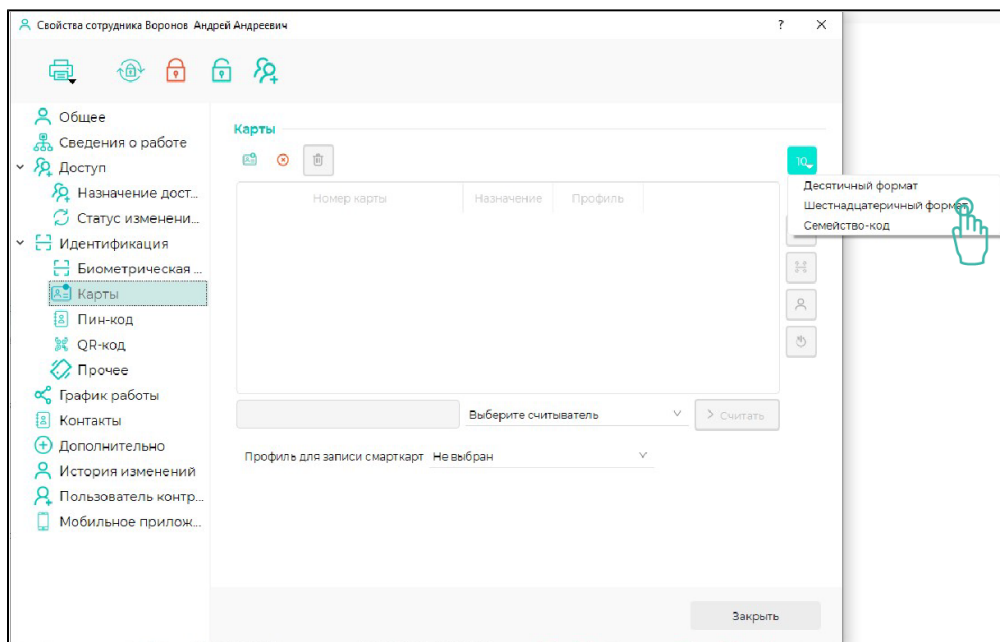 Свойства сотрудника Воронов Андрей Андреевич
?
Общее
Сведения о работе
Доступ
Назначение дост...
Статус изменени...
Идентификация
Биометрическая ...
Карты
Пин-код
QR-код
Прочее
График работы
Контакты
Дополнительно
История изменений
Пользователь контр...
Мобильное прилож...
Карты
10
Десятичный формат
Шестнадцатеричный формат
Семейство-код
Номер карты Назначение Профиль
Выберите считыватель
> Считать
Профиль для записи смарткарт Не выбран
Закрыть